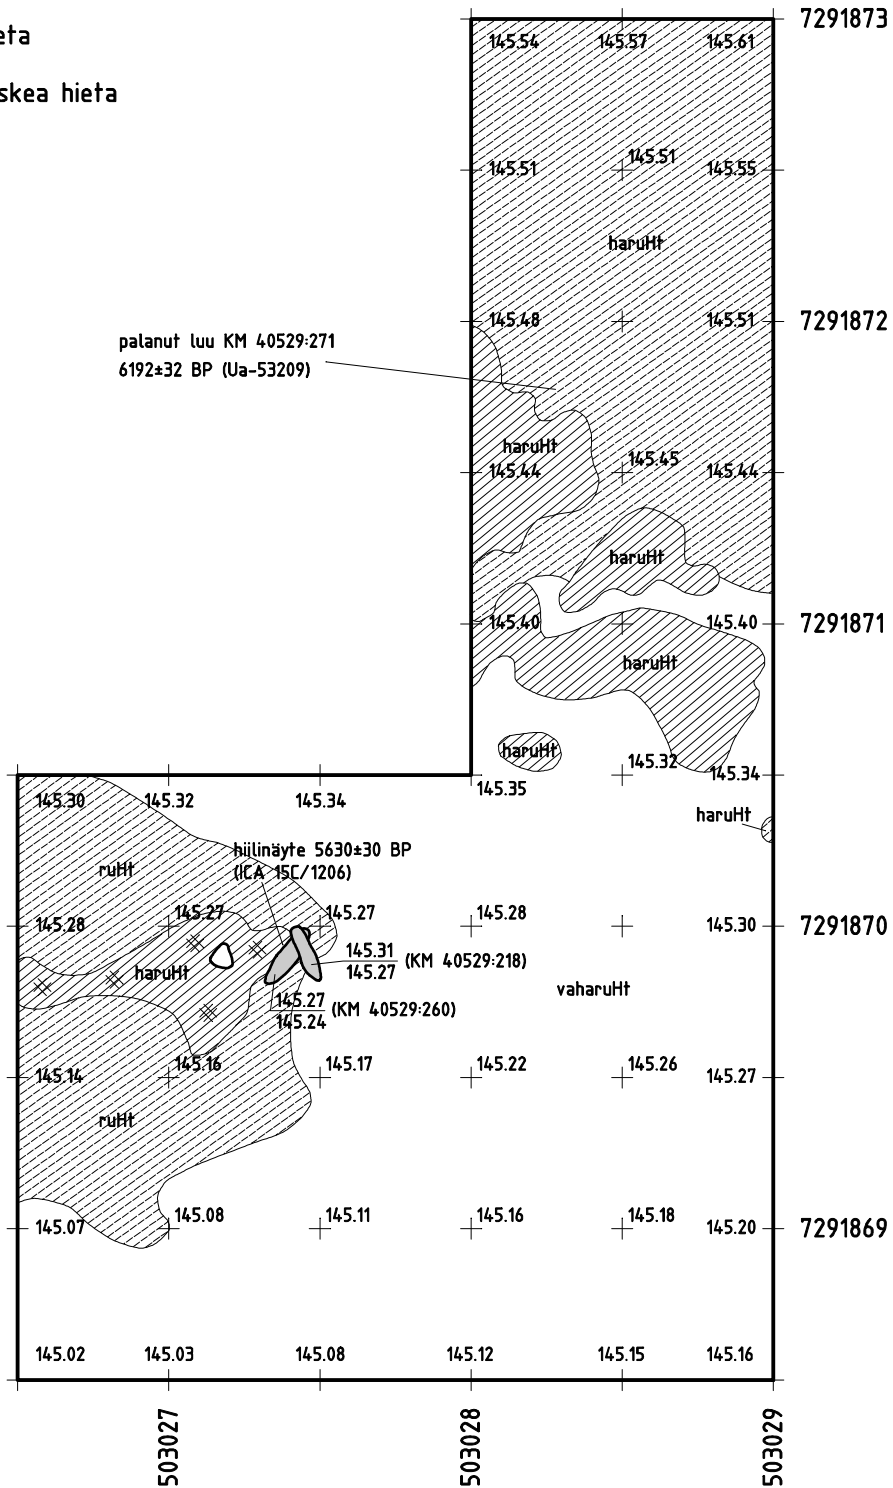 eta
skea hieta
7291873
145.54 145.57 145.61
145.51 145.51 145.55
haruHt
145.48 145.51 7291872
palanut luu KM 40529:271
6192±32 BP (Ua-53209)
haruHt
145.44 145.45 145.44
haruHt
145.40 145.40 7291871
haruHt
haruHt
145.32 145.34
145.35
145.30 145.32 145.34
haruHt
hiilinäyte 5630±30 BP
(ICA 15C/1206)
ruHt
145.28 145.27 145.27 145.28 145.30 7291870
145.31
145.27
(KM 40529:218)
haruHt
vaharuHt
145.27
145.24
(KM 40529:260)
145.14 145.16 145.17 145.22 145.26 145.27
ruHt
145.07 145.08 145.11 145.16 145.18 145.20 7291869
145.02 145.03 145.08 145.12 145.15 145.16
503027 503028 503029